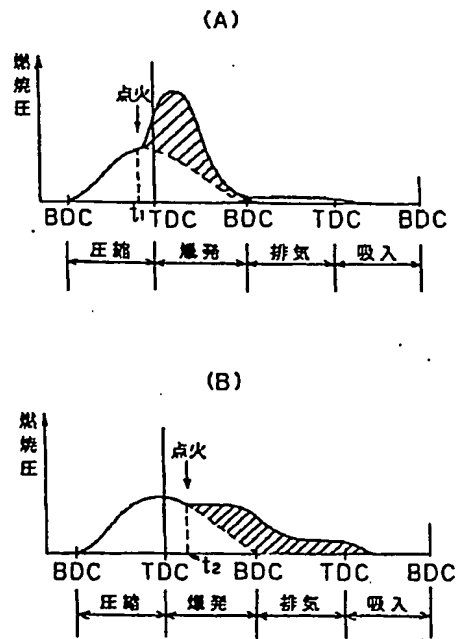 (A)
燃焼圧
点火
BDC t₁ TDC BDC TDC BDC
圧縮 爆発 排気 吸入
(B)
燃焼圧
点火
BDC TDC t₂ BDC TDC BDC
圧縮 爆発 排気 吸入